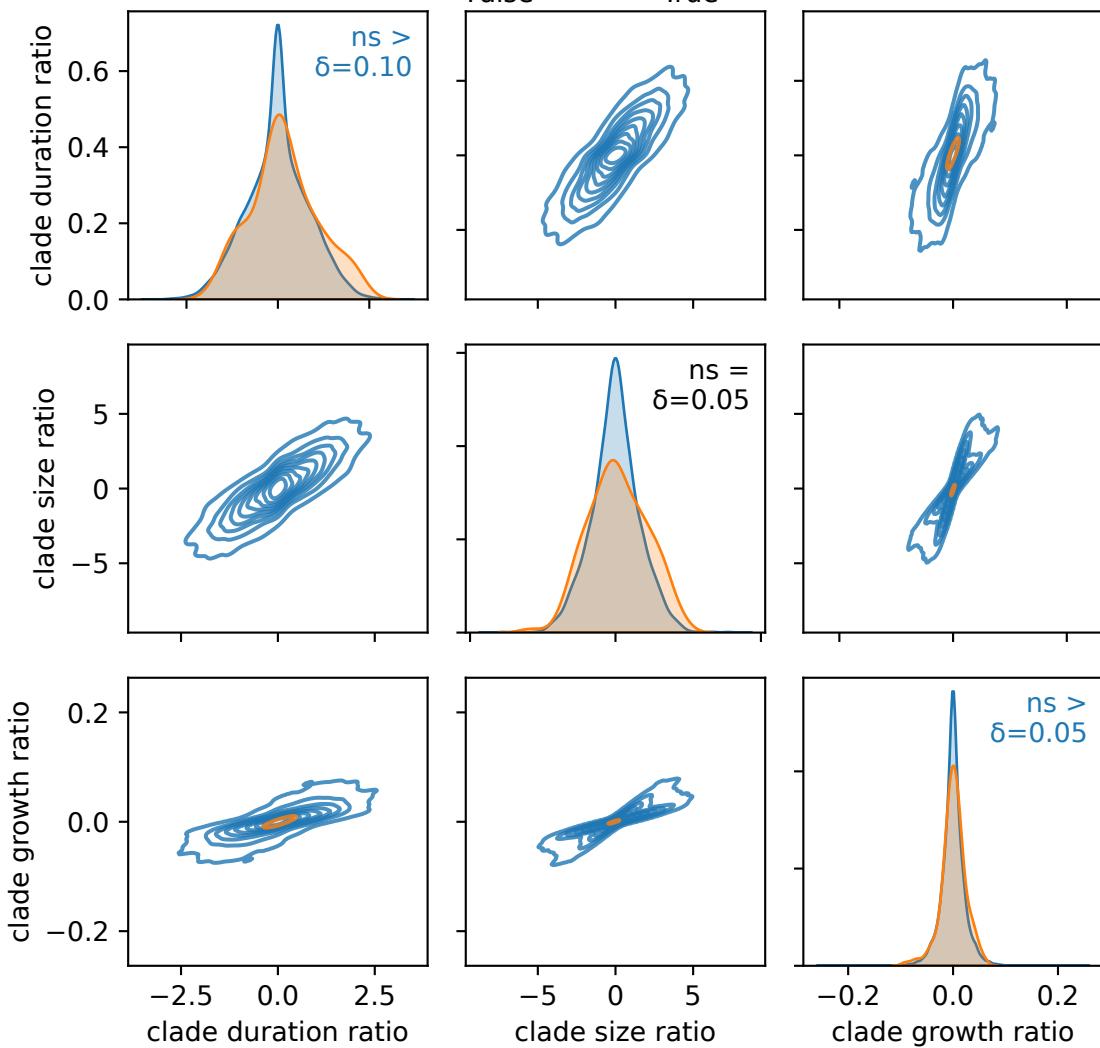 clade duration ratio
0.6
0.4
0.2
0.0
ns >
δ=0.10
clade size ratio
5
0
−5
ns =
δ=0.05
clade growth ratio
0.2
0.0
−0.2
ns >
δ=0.05
−2.5 0.0 2.5
−5 0 5
−0.2 0.0 0.2
clade duration ratio
clade size ratio
clade growth ratio